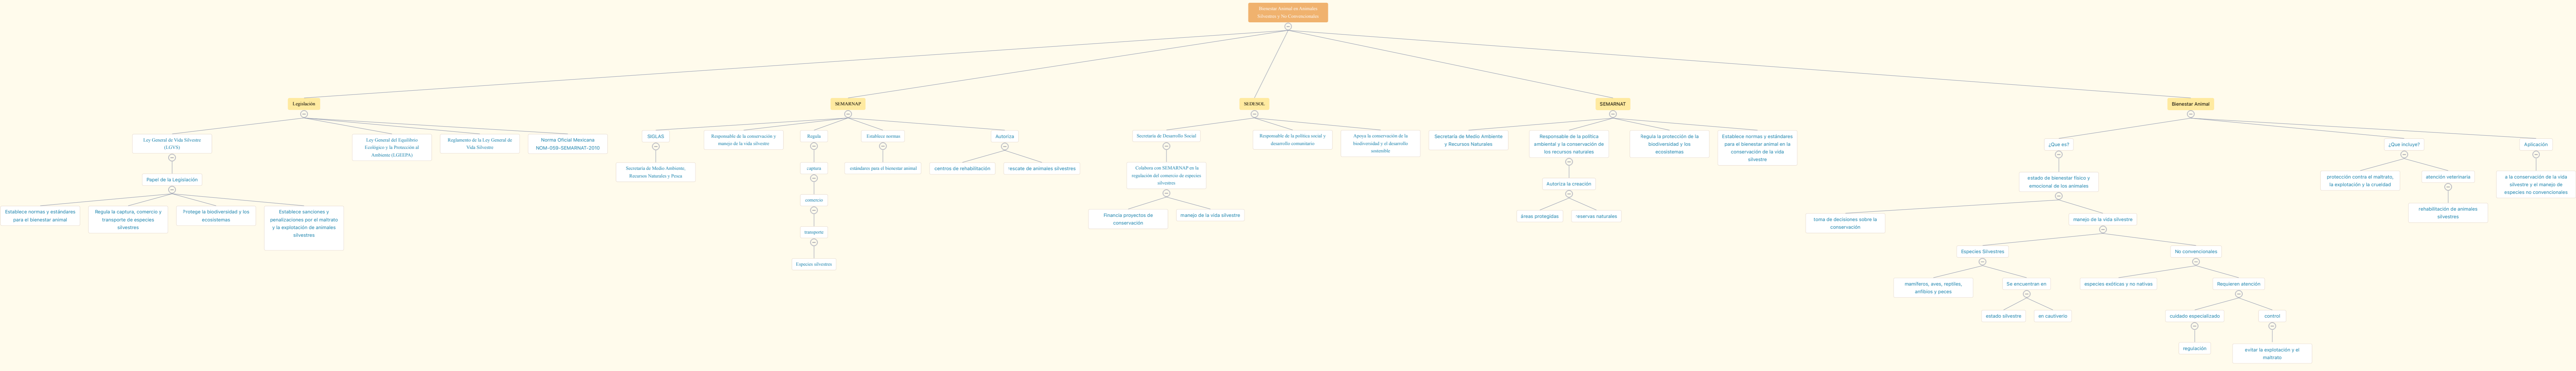 Bienestar Animal en Animales
Silvestres y No Convencionales
Legislación
SEMARNAP
SEDESOL
SEMARNAT
Bienestar Animal
Ley General de Vida Silvestre
(LGVS)
Ley General del Equilibrio
Ecológico y la Protección al
Ambiente (LGEEPA)
Reglamento de la Ley General de
Vida Silvestre
Norma Oficial Mexicana
NOM-059-SEMARNAT-2010
Papel de la Legislación
Establece normas y estándares
para el bienestar animal
Regula la captura, comercio y
transporte de especies
silvestres
Protege la biodiversidad y los
ecosistemas
Establece sanciones y
penalizaciones por el maltrato
y la explotación de animales
silvestres
SIGLAS
Secretaría de Medio Ambiente,
Recursos Naturales y Pesca
Responsable de la conservación y
manejo de la vida silvestre
Regula
captura
comercio
transporte
Especies silvestres
Establece normas
estándares para el bienestar animal
Autoriza
centros de rehabilitación
rescate de animales silvestres
Secretaría de Desarrollo Social
Colabora con SEMARNAP en la
regulación del comercio de especies
silvestres
Financia proyectos de
conservación
manejo de la vida silvestre
Responsable de la política social y
desarrollo comunitario
Apoya la conservación de la
biodiversidad y el desarrollo
sostenible
Secretaría de Medio Ambiente
y Recursos Naturales
Responsable de la política
ambiental y la conservación de
los recursos naturales
Autoriza la creación
áreas protegidas
reservas naturales
Regula la protección de la
biodiversidad y los
ecosistemas
Establece normas y estándares
para el bienestar animal en la
conservación de la vida
silvestre
¿Que es?
estado de bienestar físico y
emocional de los animales
toma de decisiones sobre la
conservación
manejo de la vida silvestre
Especies Silvestres
mamíferos, aves, reptiles,
anfibios y peces
Se encuentran en
estado silvestre
en cautiverio
No convencionales
especies exóticas y no nativas
Requieren atención
cuidado especializado
regulación
control
evitar la explotación y el
maltrato
¿Que incluye?
protección contra el maltrato,
la explotación y la crueldad
atención veterinaria
rehabilitación de animales
silvestres
Aplicación
a la conservación de la vida
silvestre y el manejo de
especies no convencionales